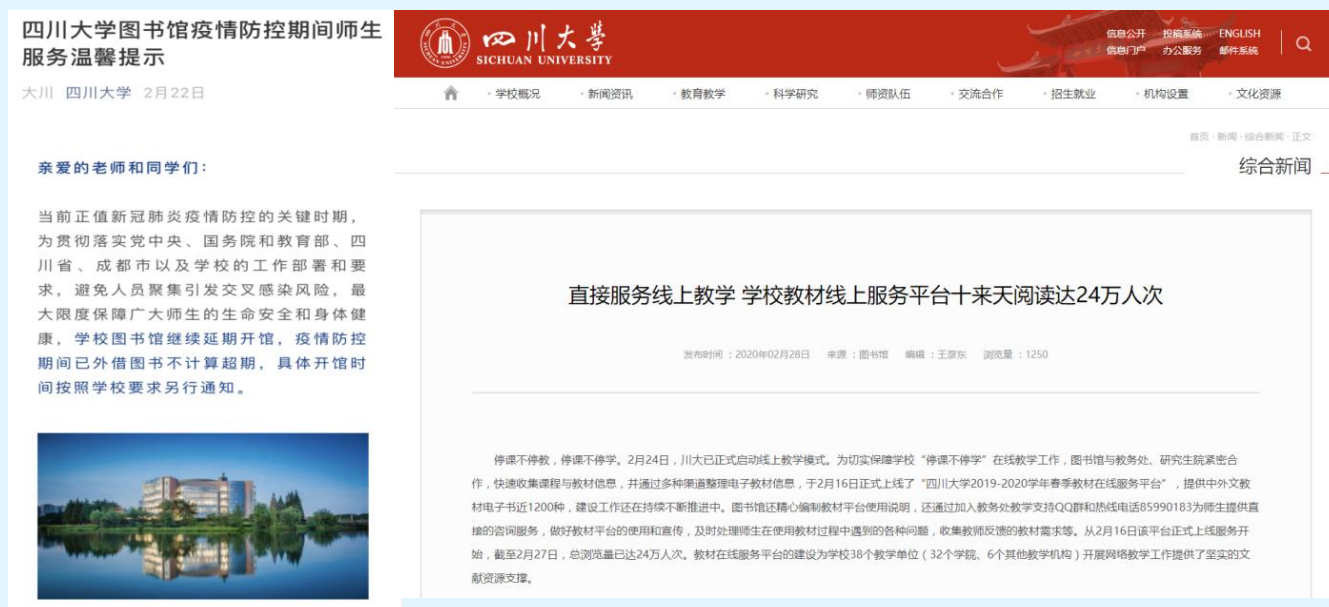 四川大学图书馆疫情防控期间师生
服务温馨提示
大川 四川大学 2月22日
亲爱的老师和同学们：
当前正值新冠肺炎疫情防控的关键时期，
为贯彻落实党中央、国务院和教育部、四
川省、成都市以及学校的工作部署和要
求，避免人员聚集引发交叉感染风险，最
大限度保障广大师生的生命安全和身体健
康，学校图书馆继续延期开馆，疫情防控
期间已外借图书不计算超期，具体开馆时
间按照学校要求另行通知。
四川大学
SICHUAN UNIVERSITY
信息公开 投稿系统 ENGLISH
信息门户 办公服务 邮件系统
学校概况 新闻资讯 教育教学 科学研究 师资队伍 交流合作 招生就业 机构设置 文化资源
首页 · 新闻 · 综合新闻 · 正文
综合新闻
直接服务线上教学 学校教材线上服务平台十来天阅读达24万人次
发布时间：2020年02月28日 来源：图书馆 编辑：王彦东 浏览量：1250
停课不停教，停课不停学。2月24日，川大已正式启动线上教学模式。为切实保障学校“停课不停学”在线教学工作，图书馆与教务处、研究生院紧密合
作，快速收集课程与教材信息，并通过多种渠道整理电子教材信息，于2月16日正式上线了“四川大学2019-2020学年春季教材在线服务平台”，提供中外文教
材电子书近1200种，建设工作还在持续不断推进中。图书馆还精心编制教材平台使用说明，还通过加入教务处教学支持QQ群和热线电话85990183为师生提供直
接的咨询服务，做好教材平台的使用和宣传，及时处理师生在使用教材过程中遇到的各种问题，收集教师反馈的教材需求等。从2月16日该平台正式上线服务开
始，截至2月27日，总浏览量已达24万人次。教材在线服务平台的建设为学校38个教学单位（32个学院、6个其他教学机构）开展网络教学工作提供了坚实的文
献资源支撑。